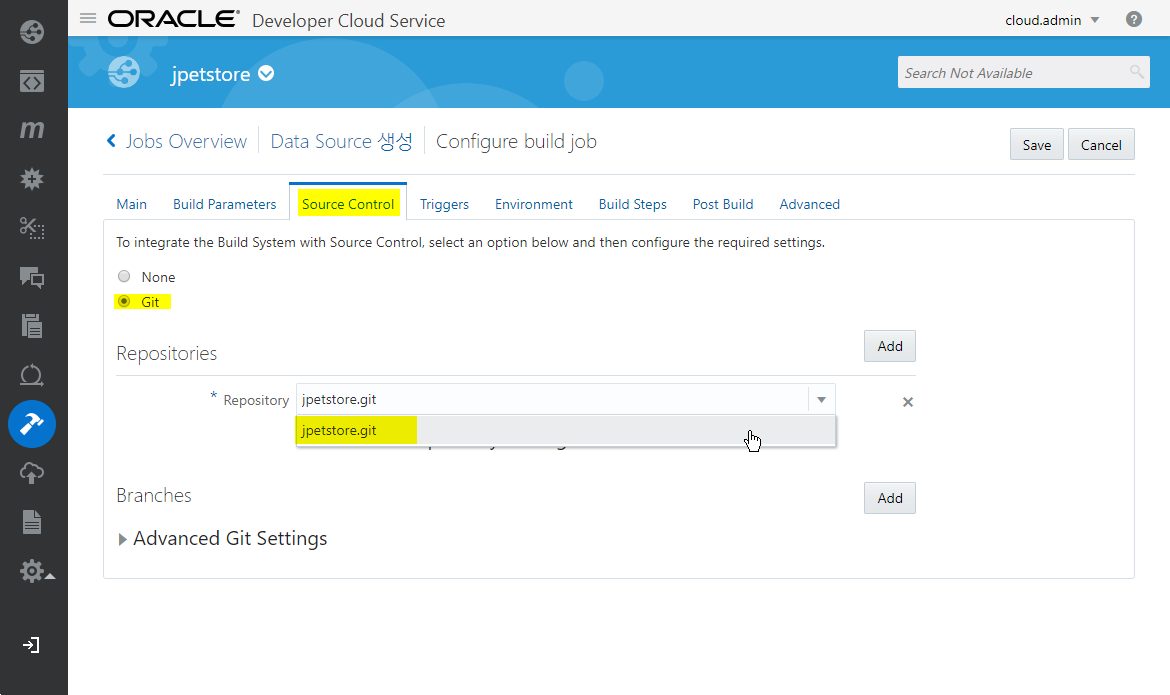 ORACLE® Developer Cloud Service
cloud.admin
?
jpetstore
Search Not Available
m
Jobs Overview Data Source 생성 Configure build job
Save Cancel
Main Build Parameters Source Control Triggers Environment Build Steps Post Build Advanced
To integrate the Build System with Source Control, select an option below and then configure the required settings.
None
Git
Repositories Add
* Repository jpetstore.git
jpetstore.git
Branches Add
Advanced Git Settings